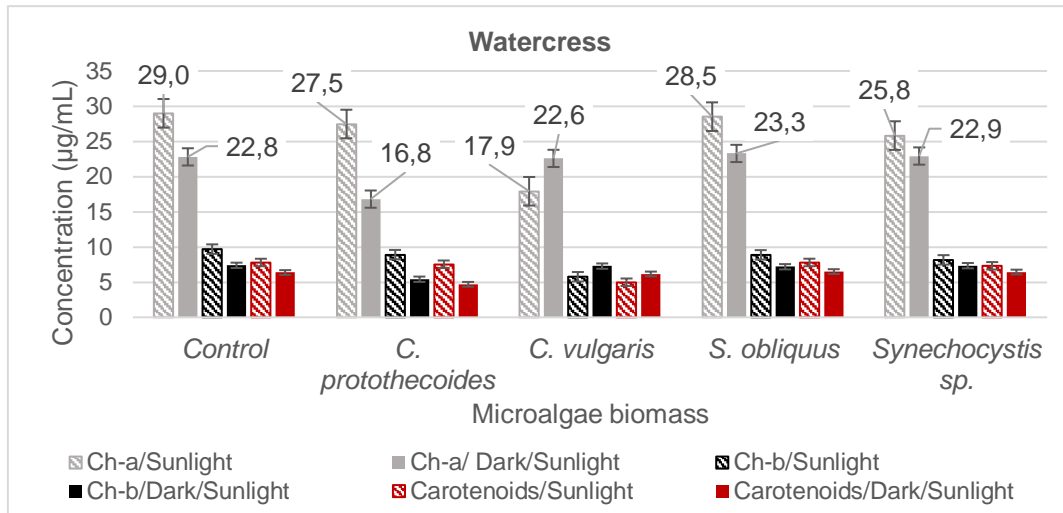 Watercress
Concentration (µg/mL)
35
30
25
20
15
10
5
0
29,0
22,8
27,5
16,8
17,9
22,6
28,5
23,3
25,8
22,9
Control
C.
protothecoides
C. vulgaris
S. obliquus
Synechocystis
sp.
Microalgae biomass
Ch-a/Sunlight
Ch-a/ Dark/Sunlight
Ch-b/Sunlight
Ch-b/Dark/Sunlight
Carotenoids/Sunlight
Carotenoids/Dark/Sunlight